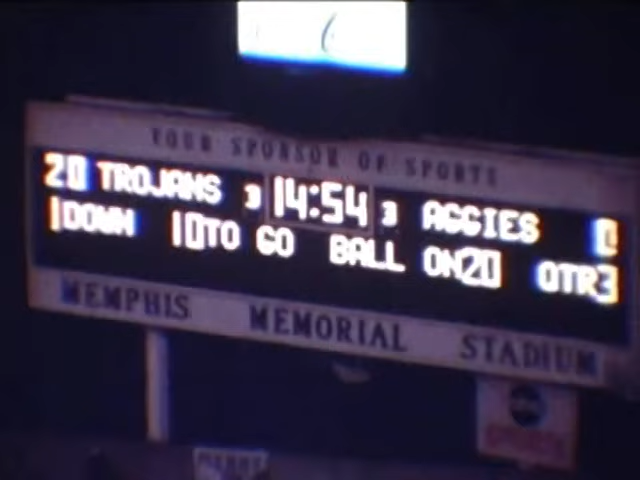 YOUR SPONSOR OF SPORTS
20 TROJANS 3 14:54 3 AGGIES 0
1 DOWN 10 TO GO BALL ON 20 QTR 3
MEMPHIS MEMORIAL STADIUM